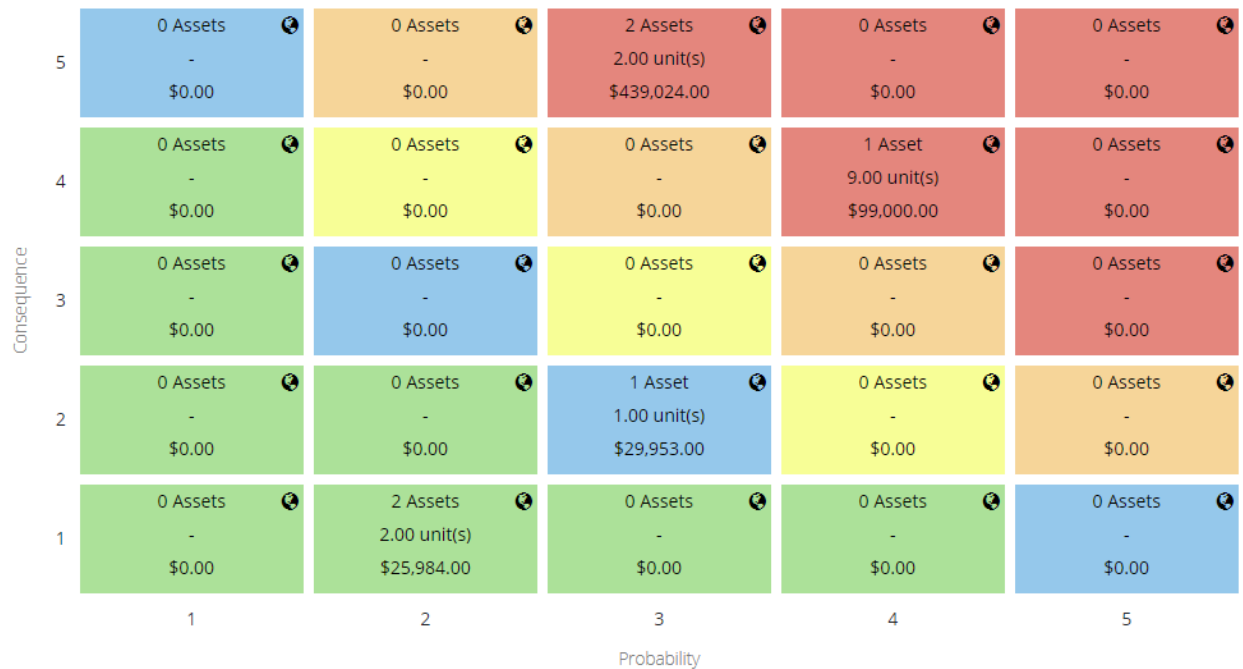 0 Assets 0 Assets 2 Assets 0 Assets 0 Assets
5 - - 2.00 unit(s) - -
$0.00 $0.00 $439,024.00 $0.00 $0.00
0 Assets 0 Assets 0 Assets 1 Asset 0 Assets
4 - - - 9.00 unit(s) -
$0.00 $0.00 $0.00 $99,000.00 $0.00
Consequence
0 Assets 0 Assets 0 Assets 0 Assets 0 Assets
3 - - - - -
$0.00 $0.00 $0.00 $0.00 $0.00
0 Assets 0 Assets 1 Asset 0 Assets 0 Assets
2 - - 1.00 unit(s) - -
$0.00 $0.00 $29,953.00 $0.00 $0.00
0 Assets 2 Assets 0 Assets 0 Assets 0 Assets
1 - 2.00 unit(s) - - -
$0.00 $25,984.00 $0.00 $0.00 $0.00
1 2 3 4 5
Probability